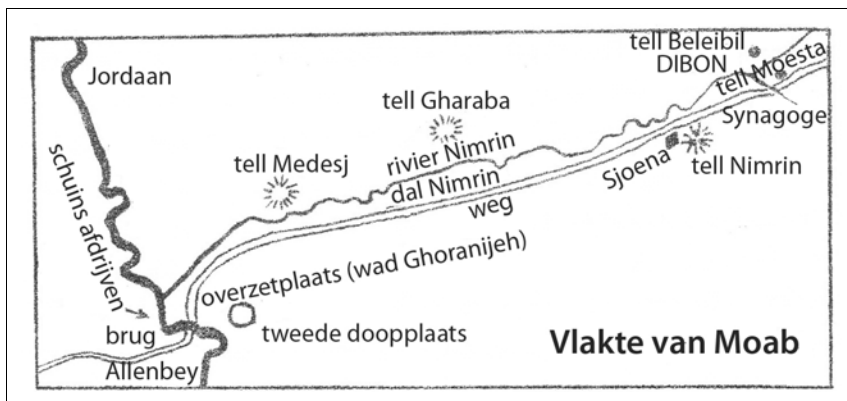 tell Beleibil
DIBON
Jordaan
tell Moesta
tell Gharaba
Synagoge
tell Medesj
rivier Nimrin
dal Nimrin
Sjoena
tell Nimrin
weg
schuins afdrijven
overzetplaats (wad Ghoranijeh)
brug
tweede doopplaats
Vlakte van Moab
Allenbey